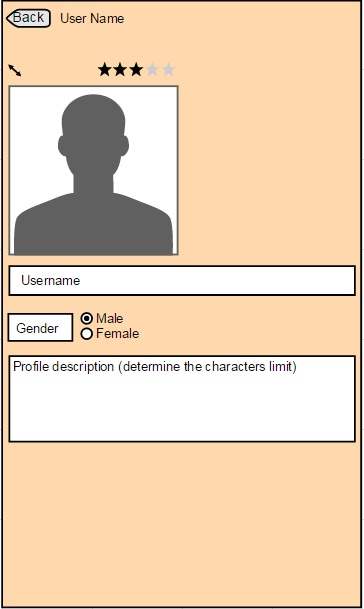 Back User Name
Username
Gender
Male
Female
Profile description (determine the characters limit)